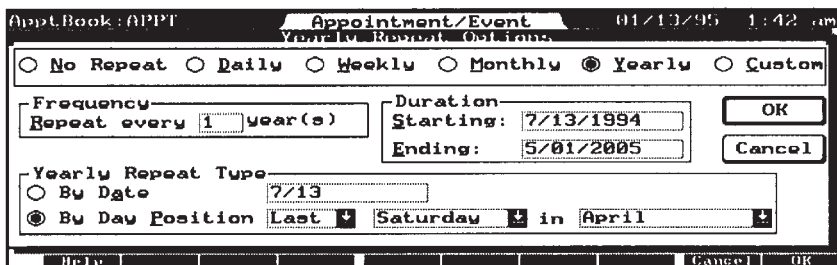 Appt.Book:APPT Appointment/Event 01/13/95 1:42 am
Yearly Repeat Options
No Repeat Daily Weekly Monthly Yearly Custom
Frequency
Repeat every 1 year(s)
Duration
Starting: 7/13/1994
Ending: 5/01/2005
OK
Cancel
Yearly Repeat Type
By Date 7/13
By Day Position Last Saturday in April
Help Cancel OK